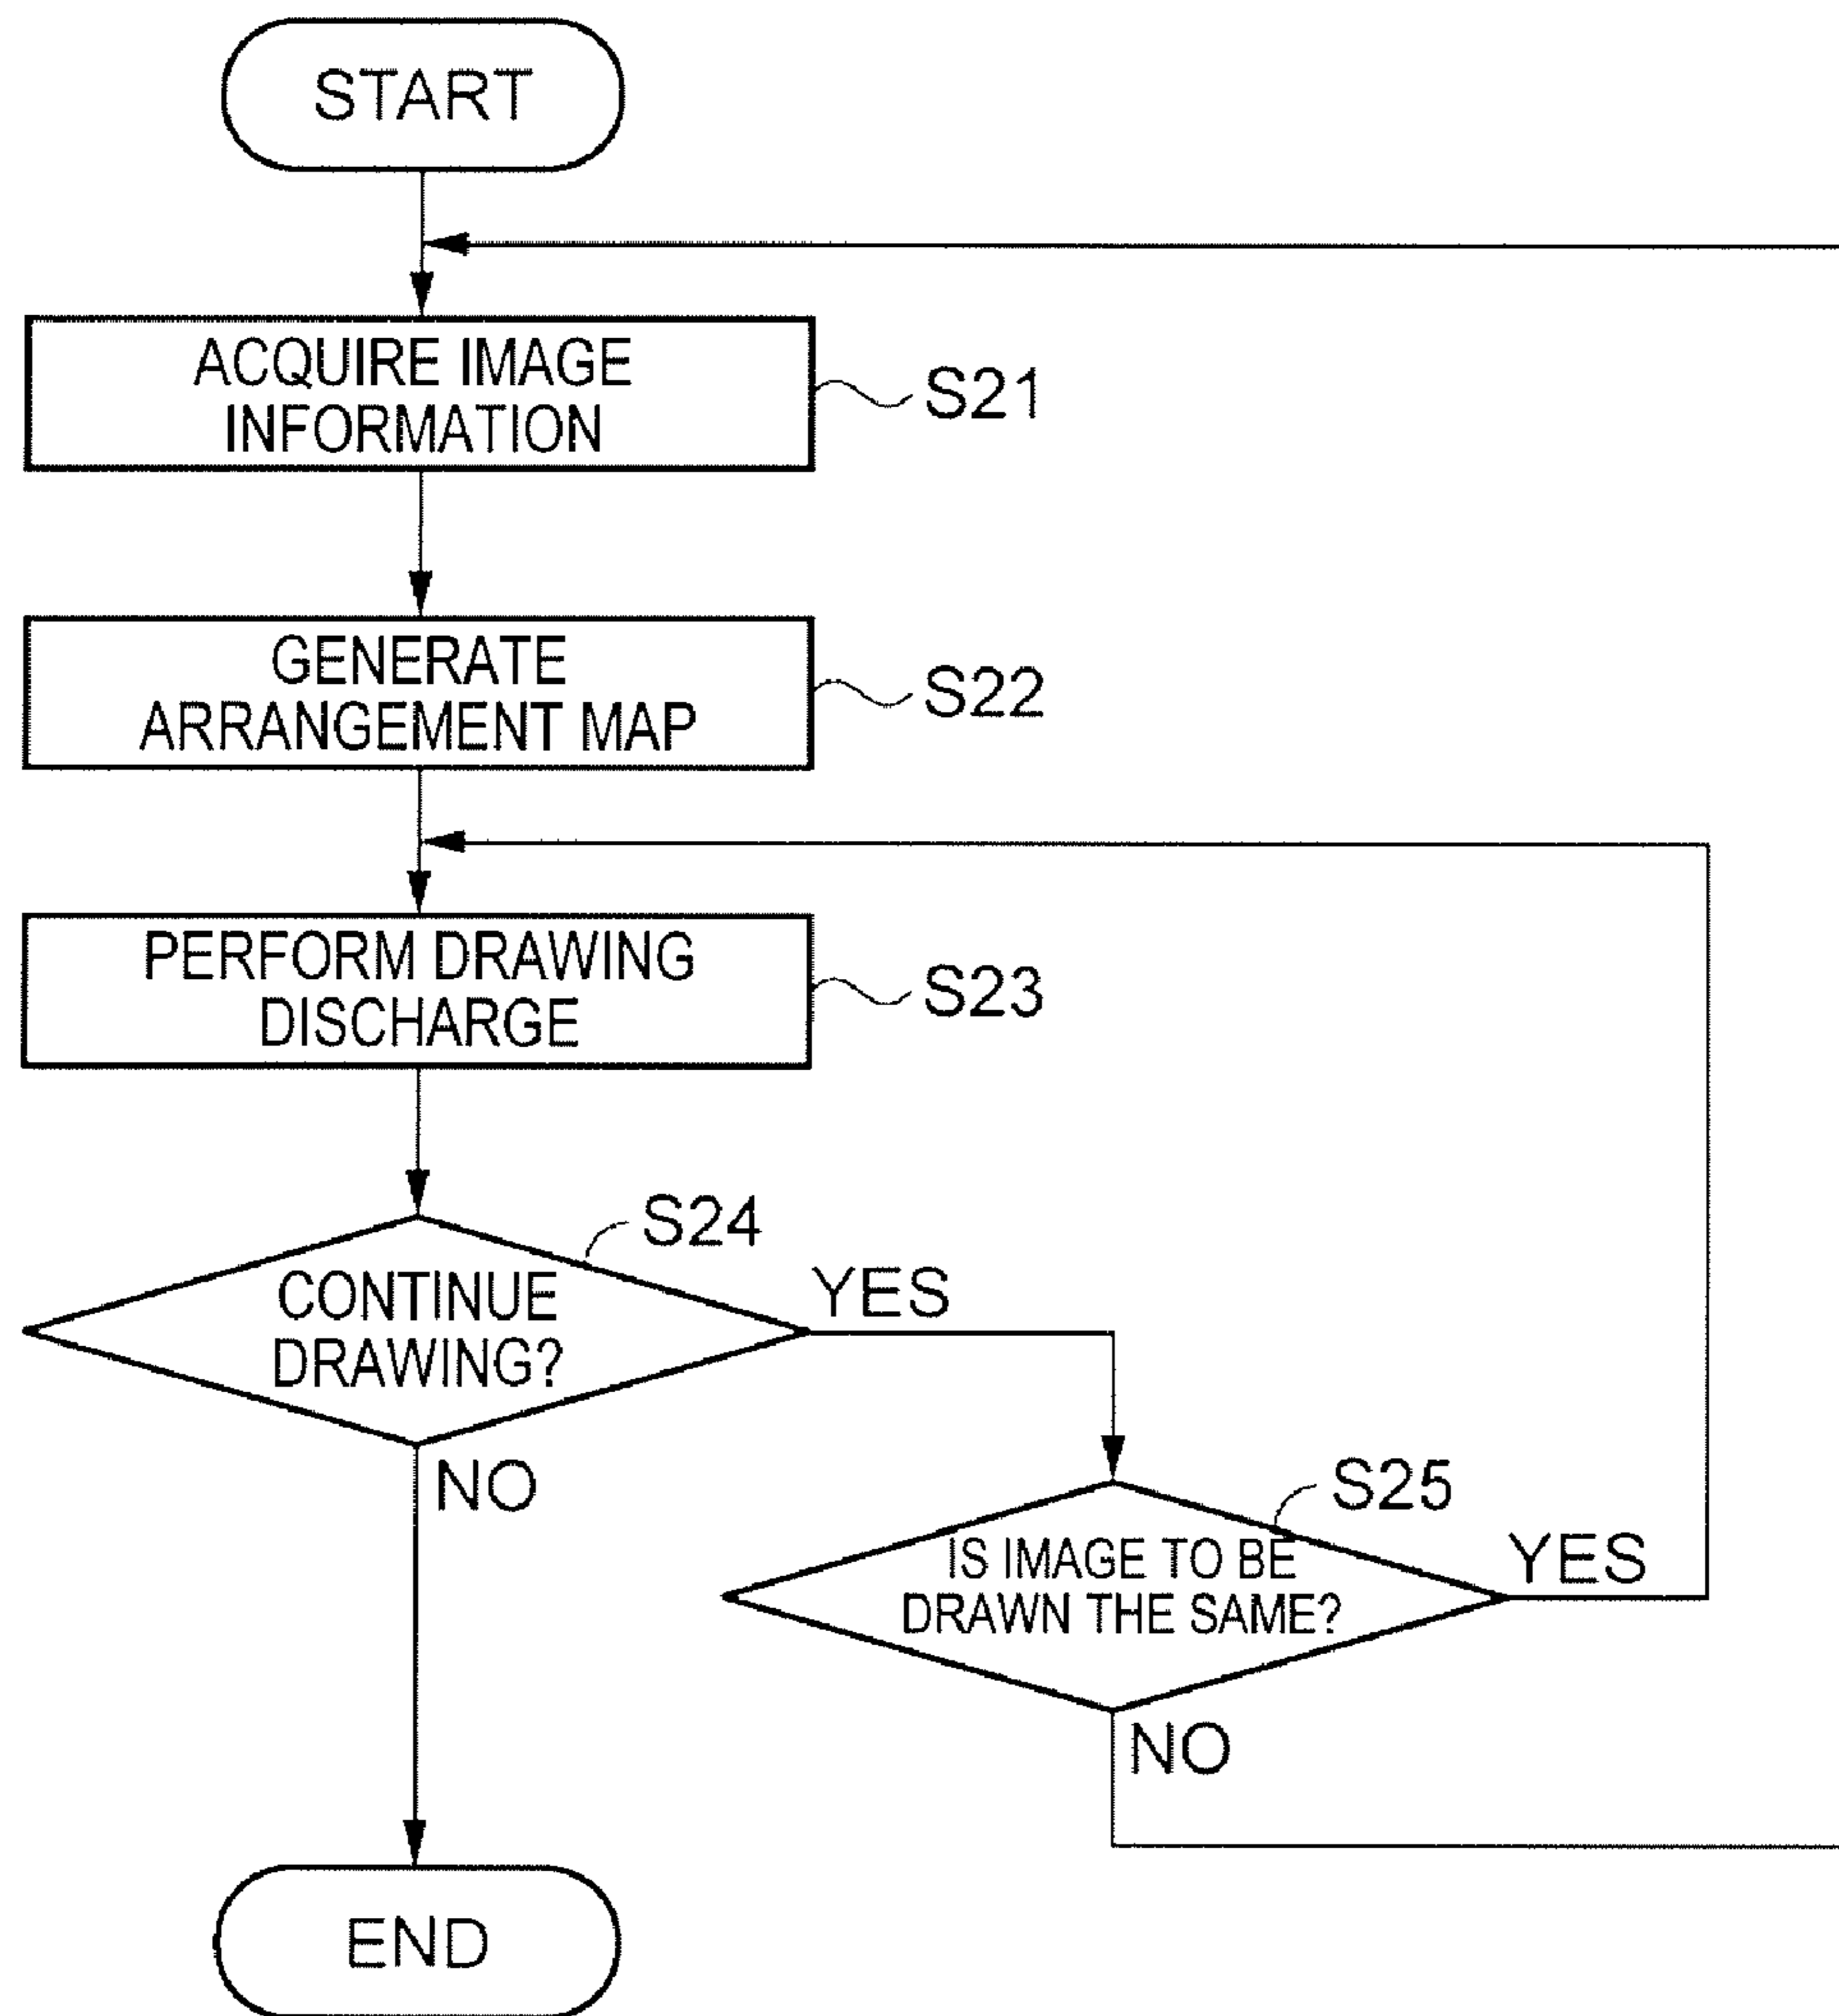 START
ACQUIRE IMAGE
INFORMATION
S21
GENERATE
ARRANGEMENT MAP
S22
PERFORM DRAWING
DISCHARGE
S23
S24
CONTINUE
DRAWING?
YES
NO
S25
IS IMAGE TO BE
DRAWN THE SAME?
YES
NO
END